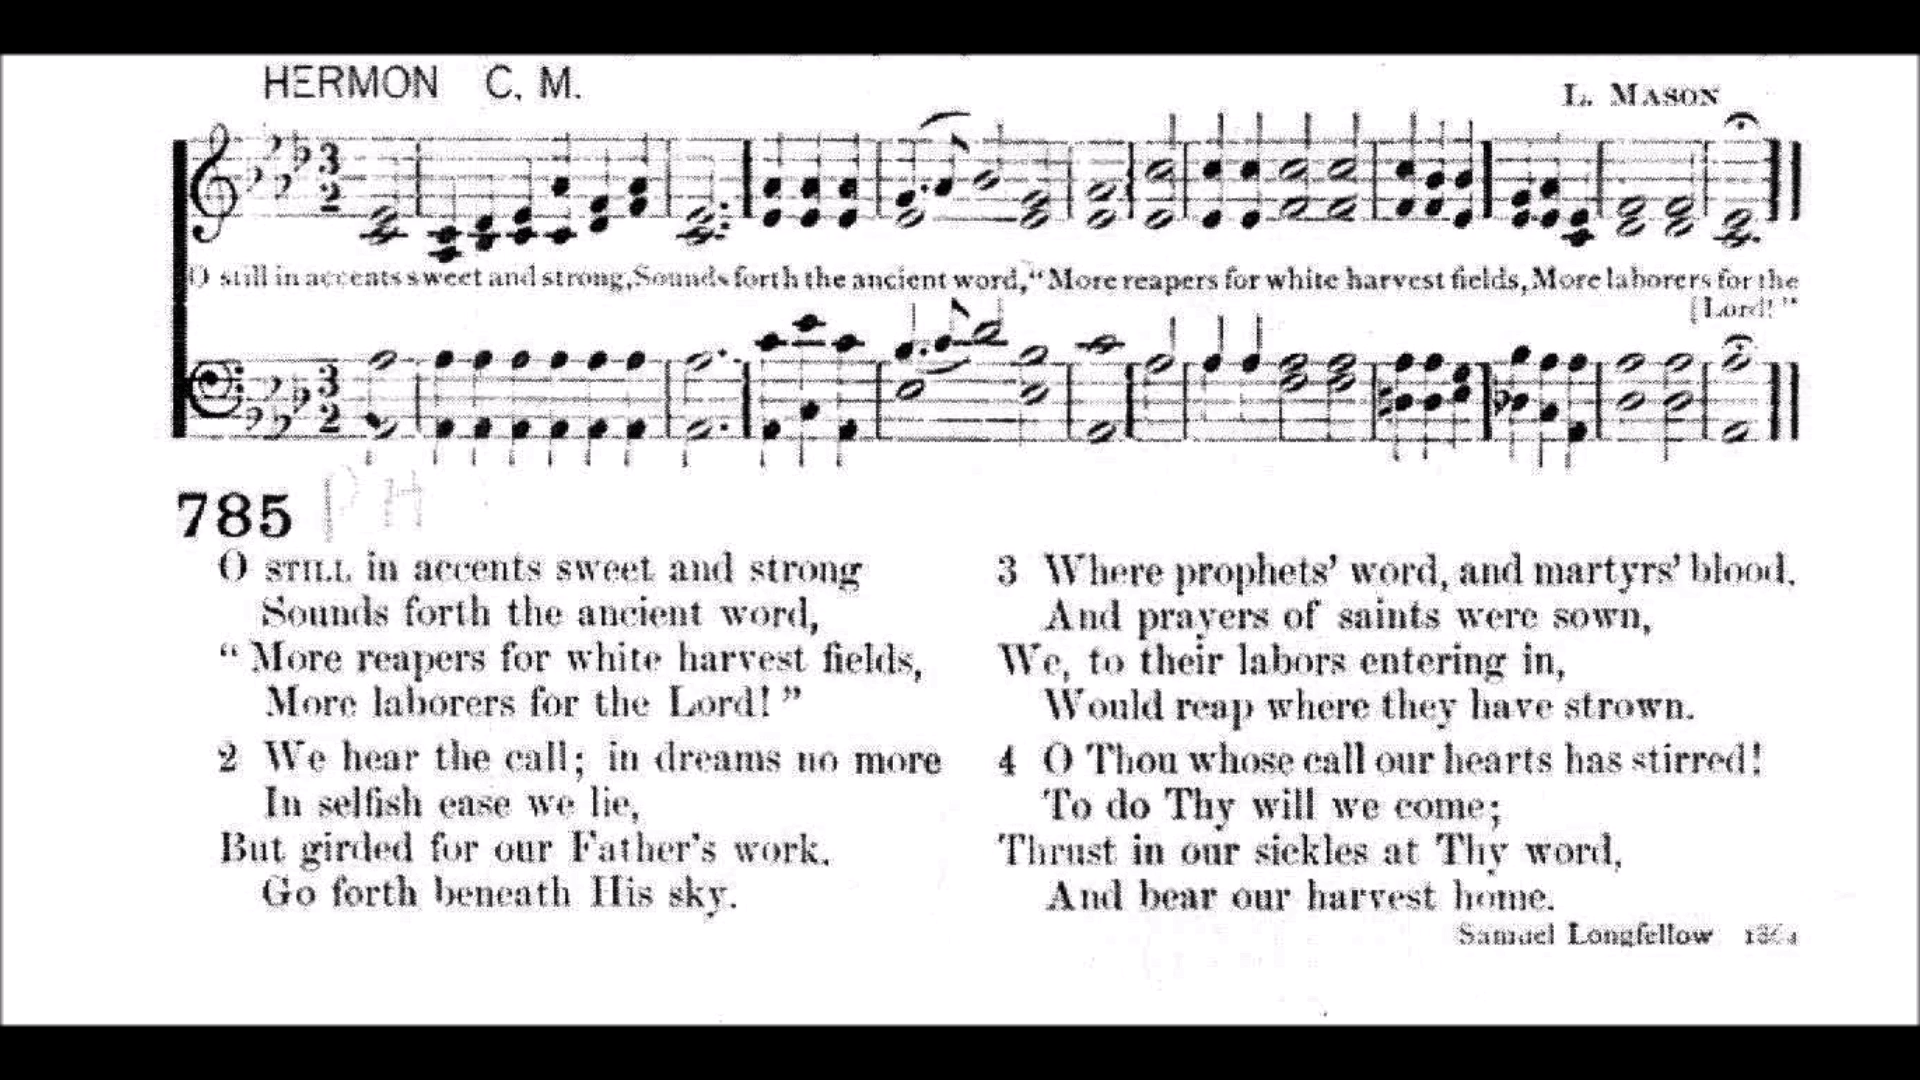 HERMON C. M.
L. MASON
3
2
O still in accents sweet and strong, Sounds forth the ancient word, "More reapers for white harvest fields, More laborers for the
[Lord!"
3
2
785 PH
O STILL in accents sweet and strong
Sounds forth the ancient word,
"More reapers for white harvest fields,
More laborers for the Lord!"
2 We hear the call; in dreams no more
In selfish ease we lie,
But girded for our Father's work,
Go forth beneath His sky.
3 Where prophets' word, and martyrs' blood,
And prayers of saints were sown,
We, to their labors entering in,
Would reap where they have strown.
4 O Thou whose call our hearts has stirred!
To do Thy will we come;
Thrust in our sickles at Thy word,
And bear our harvest home.
Samuel Longfellow